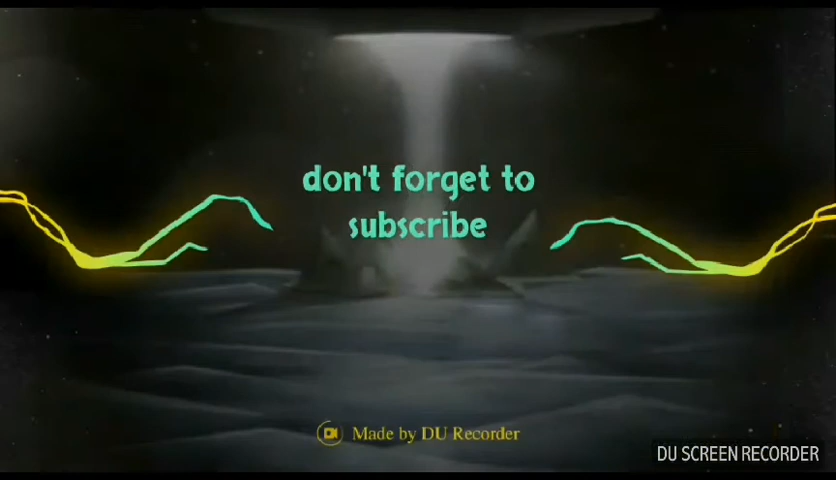 don't forget to
subscribe
Made by DU Recorder
DU SCREEN RECORDER